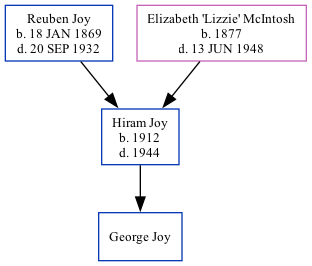 Reuben Joy
b. 18 JAN 1869
d. 20 SEP 1932
Elizabeth 'Lizzie' McIntosh
b. 1877
d. 13 JUN 1948
Hiram Joy
b. 1912
d. 1944
George Joy